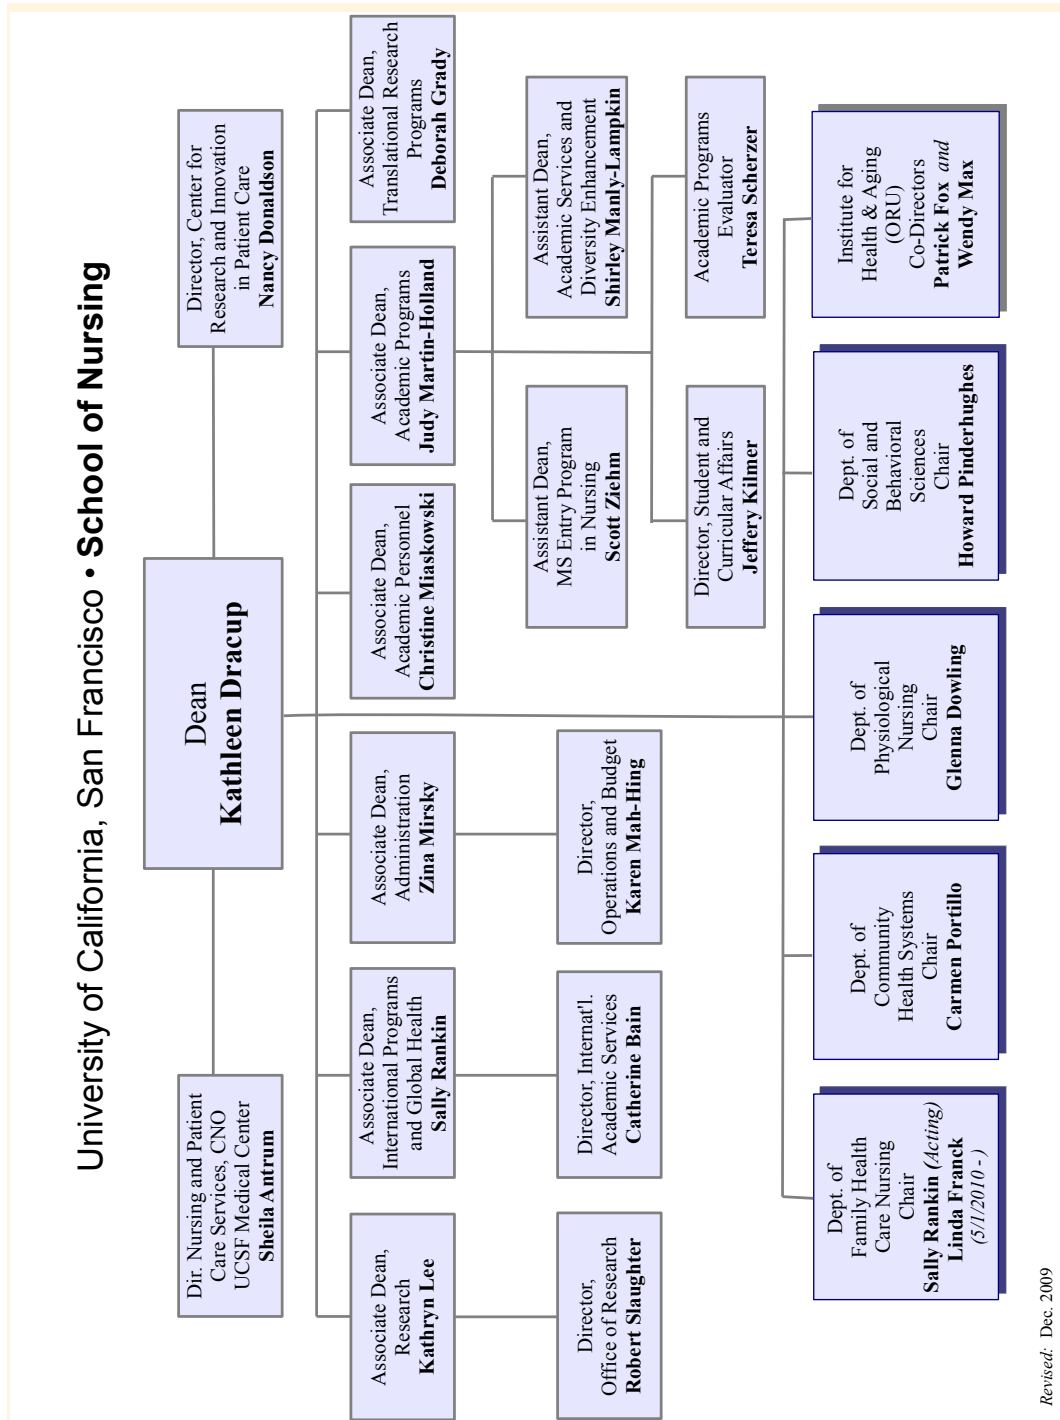 University of California, San Francisco • School of Nursing
Dir. Nursing and Patient
Care Services, CNO
UCSF Medical Center
Sheila Antrum
Dean
Kathleen Dracup
Director, Center for
Research and Innovation
in Patient Care
Nancy Donaldson
Associate Dean,
Research
Kathryn Lee
Associate Dean,
International Programs
and Global Health
Sally Rankin
Associate Dean,
Administration
Zina Mirsky
Associate Dean,
Academic Personnel
Christine Miaskowski
Associate Dean,
Academic Programs
Judy Martin-Holland
Associate Dean,
Translational Research
Programs
Deborah Grady
Director,
Office of Research
Robert Slaughter
Director, Internat'l.
Academic Services
Catherine Bain
Director,
Operations and Budget
Karen Mah-Hing
Assistant Dean,
MS Entry Program
in Nursing
Scott Ziehm
Assistant Dean,
Academic Services and
Diversity Enhancement
Shirley Manly-Lampkin
Director, Student and
Curricular Affairs
Jeffery Kilmer
Academic Programs
Evaluator
Teresa Scherzer
Dept. of
Family Health
Care Nursing
Chair
Sally Rankin (Acting)
Linda Franck
(5/1/2010 - )
Dept. of
Community
Health Systems
Chair
Carmen Portillo
Dept. of
Physiological
Nursing
Chair
Glenna Dowling
Dept. of
Social and
Behavioral
Sciences
Chair
Howard Pinderhughes
Institute for
Health & Aging
(ORU)
Co-Directors
Patrick Fox and
Wendy Max
Revised: Dec. 2009